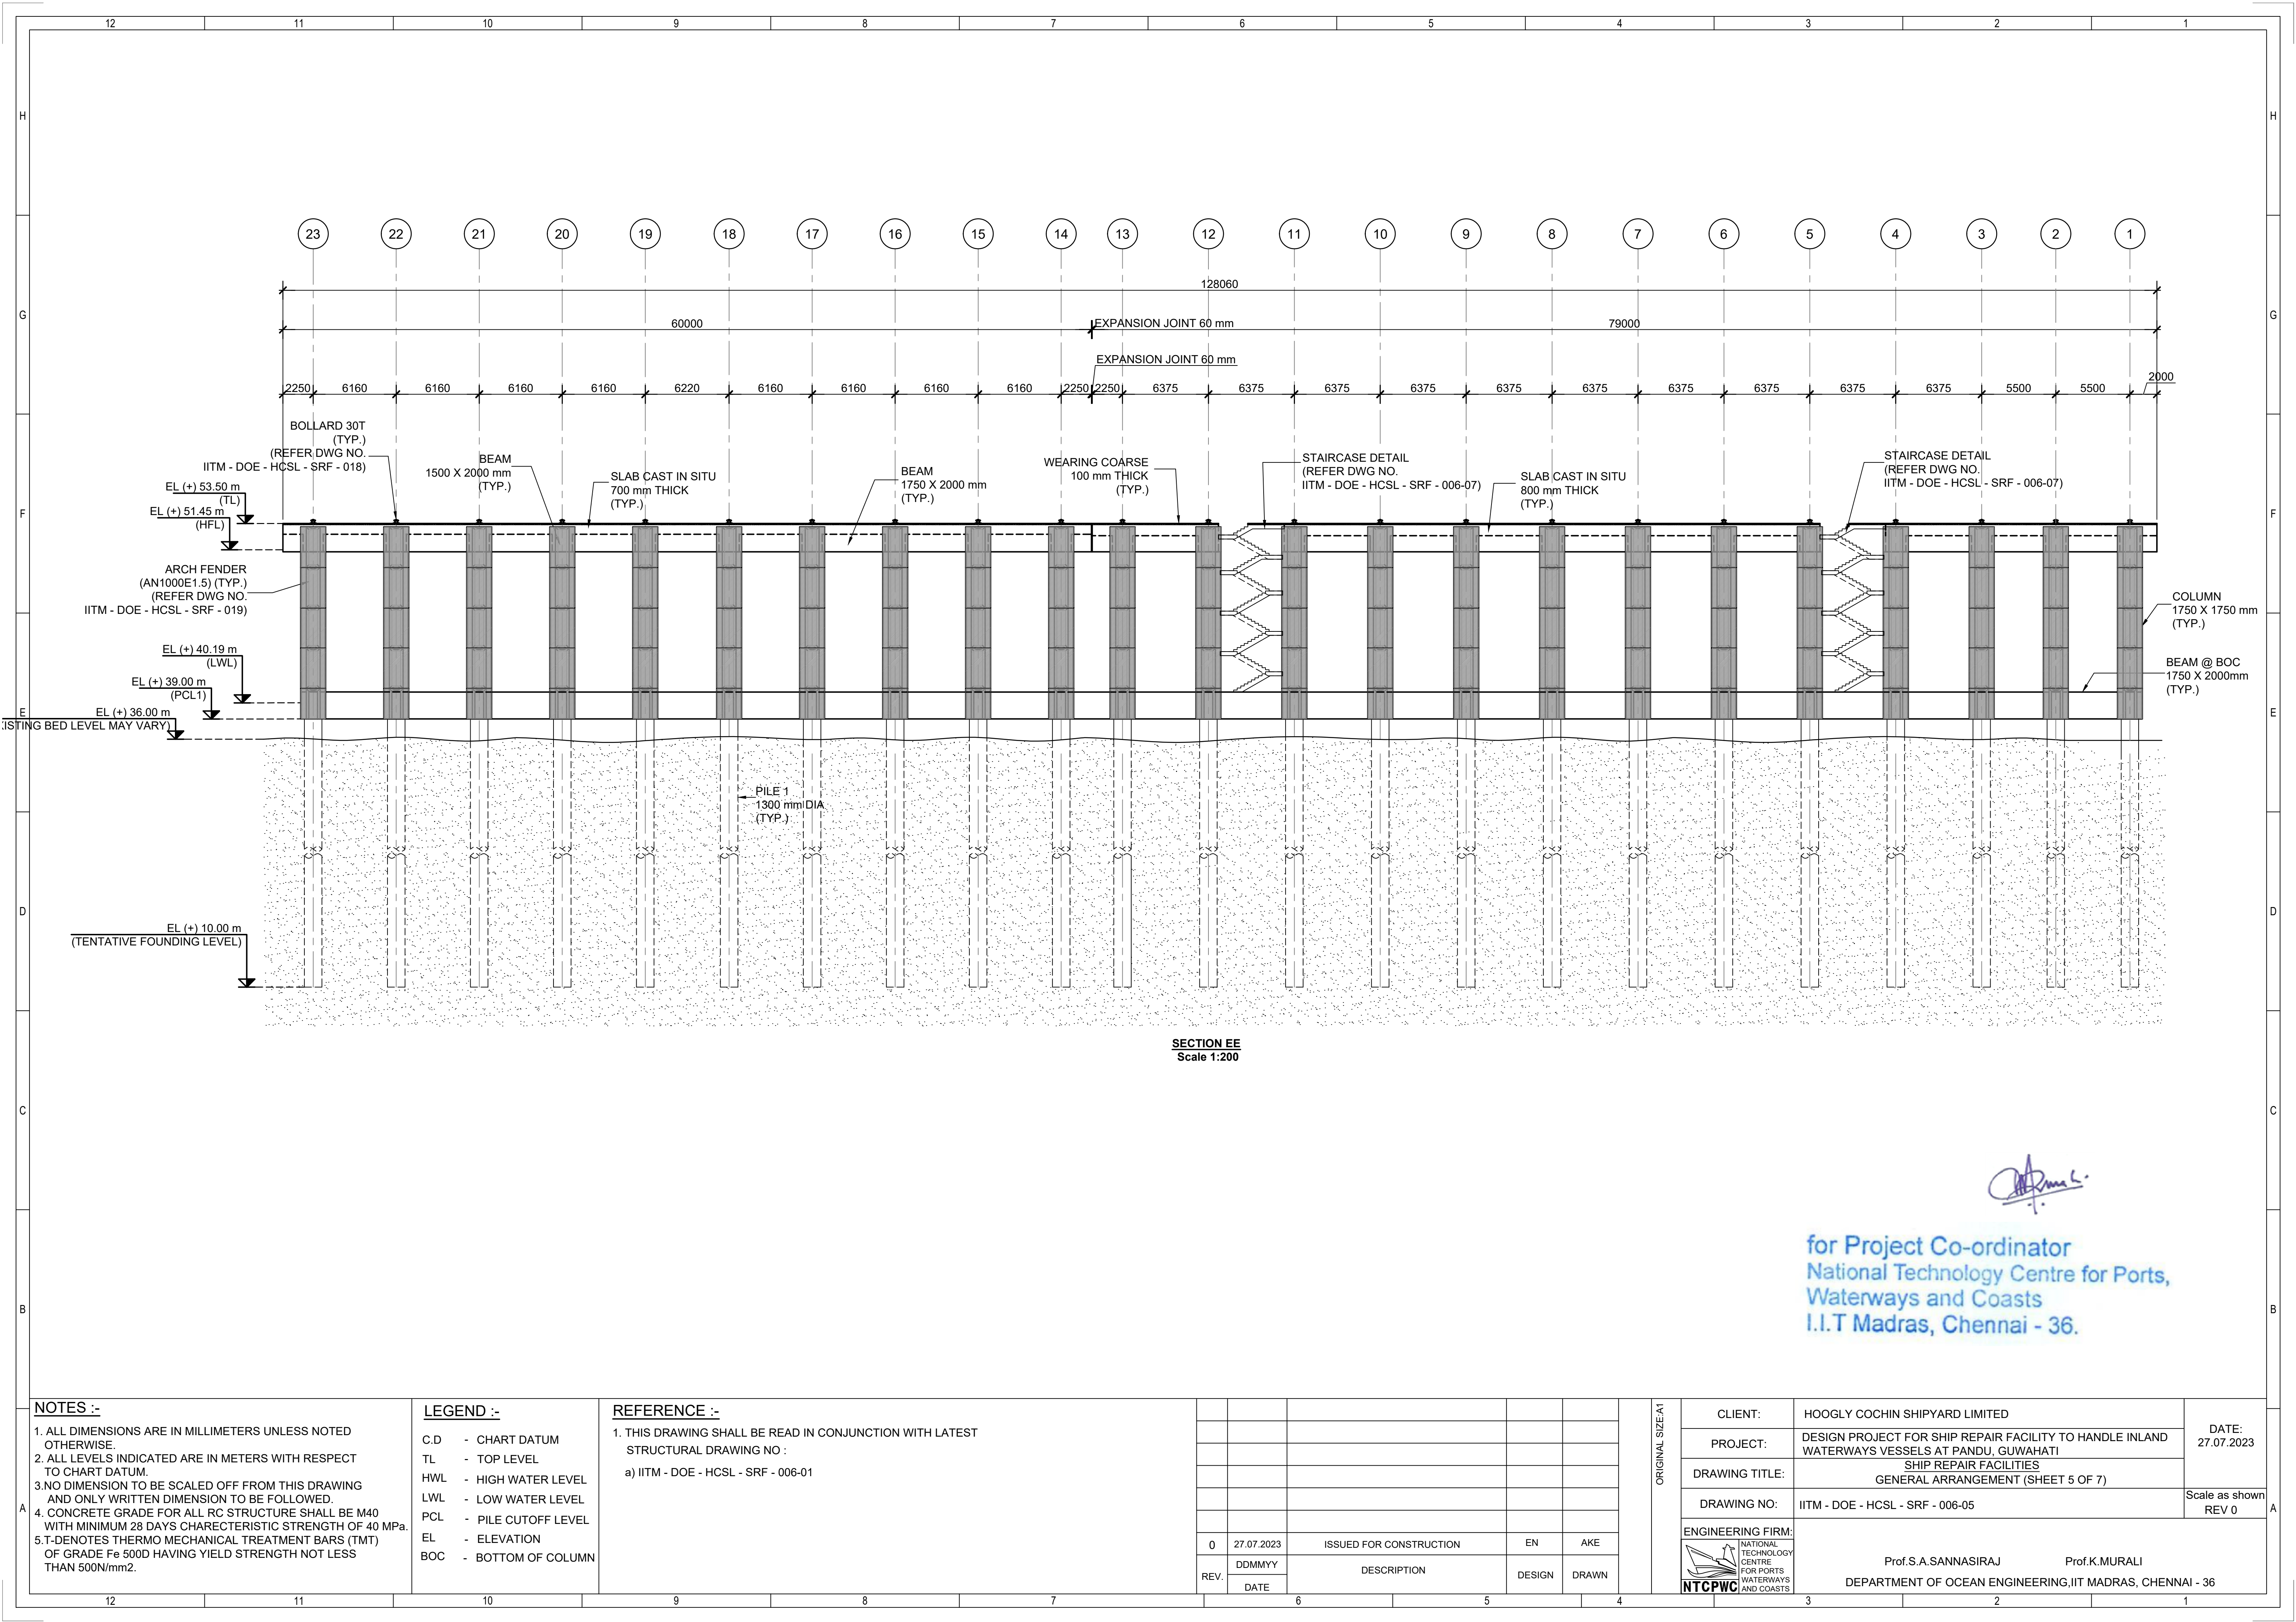 12 11 10 9 8 7 6 5 4 3 2 1
H H
23 22 21 20 19 18 17 16 15 14 13 12 11 10 9 8 7 6 5 4 3 2 1
128060
G G
60000 EXPANSION JOINT 60 mm 79000
EXPANSION JOINT 60 mm
2250 6160 6160 6160 6160 6220 6160 6160 6160 6160 2250 2250 6375 6375 6375 6375 6375 6375 6375 6375 6375 6375 5500 5500 2000
BOLLARD 30T
(TYP.)
(REFER DWG NO.
IITM - DOE - HCSL - SRF - 018)
BEAM
1500 X 2000 mm
(TYP.)
SLAB CAST IN SITU
700 mm THICK
(TYP.)
BEAM
1750 X 2000 mm
(TYP.)
WEARING COARSE
100 mm THICK
(TYP.)
STAIRCASE DETAIL
(REFER DWG NO.
IITM - DOE - HCSL - SRF - 006-07)
SLAB CAST IN SITU
800 mm THICK
(TYP.)
STAIRCASE DETAIL
(REFER DWG NO.
IITM - DOE - HCSL - SRF - 006-07)
EL (+) 53.50 m
(TL)
EL (+) 51.45 m
(HFL)
F F
ARCH FENDER
(AN1000E1.5) (TYP.)
(REFER DWG NO.
IITM - DOE - HCSL - SRF - 019)
COLUMN
1750 X 1750 mm
(TYP.)
EL (+) 40.19 m
(LWL)
BEAM @ BOC
1750 X 2000mm
(TYP.)
EL (+) 39.00 m
(PCL1)
E E
EL (+) 36.00 m
ISTING BED LEVEL MAY VARY)
PILE 1
1300 mm DIA
(TYP.)
D D
EL (+) 10.00 m
(TENTATIVE FOUNDING LEVEL)
SECTION EE
Scale 1:200
C C
for Project Co-ordinator
National Technology Centre for Ports,
Waterways and Coasts
I.I.T Madras, Chennai - 36.
B B
NOTES :-
1. ALL DIMENSIONS ARE IN MILLIMETERS UNLESS NOTED
OTHERWISE.
2. ALL LEVELS INDICATED ARE IN METERS WITH RESPECT
TO CHART DATUM.
3.NO DIMENSION TO BE SCALED OFF FROM THIS DRAWING
AND ONLY WRITTEN DIMENSION TO BE FOLLOWED.
4. CONCRETE GRADE FOR ALL RC STRUCTURE SHALL BE M40
WITH MINIMUM 28 DAYS CHARECTERISTIC STRENGTH OF 40 MPa.
5.T-DENOTES THERMO MECHANICAL TREATMENT BARS (TMT)
OF GRADE Fe 500D HAVING YIELD STRENGTH NOT LESS
THAN 500N/mm2.
LEGEND :-
C.D - CHART DATUM
TL - TOP LEVEL
HWL - HIGH WATER LEVEL
LWL - LOW WATER LEVEL
PCL - PILE CUTOFF LEVEL
EL - ELEVATION
BOC - BOTTOM OF COLUMN
REFERENCE :-
1. THIS DRAWING SHALL BE READ IN CONJUNCTION WITH LATEST
STRUCTURAL DRAWING NO :
a) IITM - DOE - HCSL - SRF - 006-01
0 27.07.2023 ISSUED FOR CONSTRUCTION EN AKE
REV. DDMMYY DESCRIPTION DESIGN DRAWN
DATE
ORIGINAL SIZE:A1
CLIENT: HOOGLY COCHIN SHIPYARD LIMITED
DATE:
27.07.2023
PROJECT: DESIGN PROJECT FOR SHIP REPAIR FACILITY TO HANDLE INLAND
WATERWAYS VESSELS AT PANDU, GUWAHATI
DRAWING TITLE: SHIP REPAIR FACILITIES
GENERAL ARRANGEMENT (SHEET 5 OF 7)
DRAWING NO: IITM - DOE - HCSL - SRF - 006-05
Scale as shown
REV 0
ENGINEERING FIRM:
NATIONAL
TECHNOLOGY
CENTRE
FOR PORTS
WATERWAYS
AND COASTS
NTCPWC
Prof.S.A.SANNASIRAJ Prof.K.MURALI
DEPARTMENT OF OCEAN ENGINEERING,IIT MADRAS, CHENNAI - 36
A A
12 11 10 9 8 7 6 5 4 3 2 1